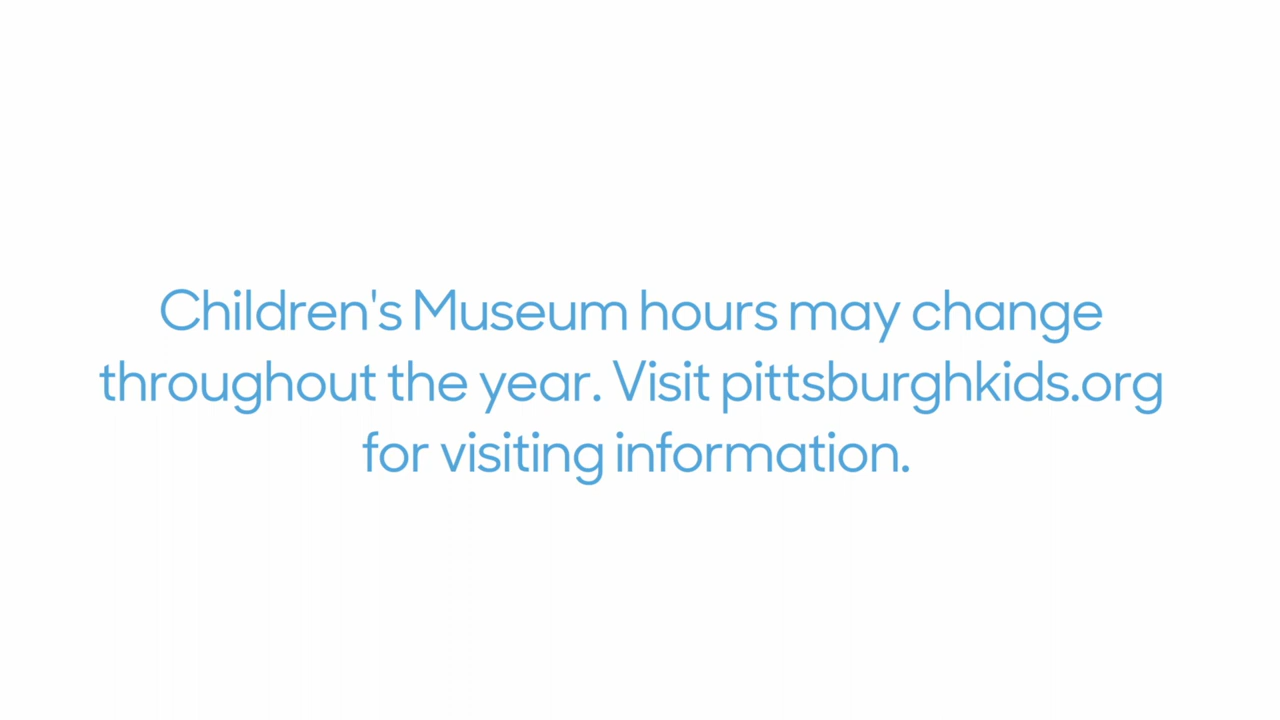 Children's Museum hours may change
throughout the year. Visit pittsburghkids.org
for visiting information.